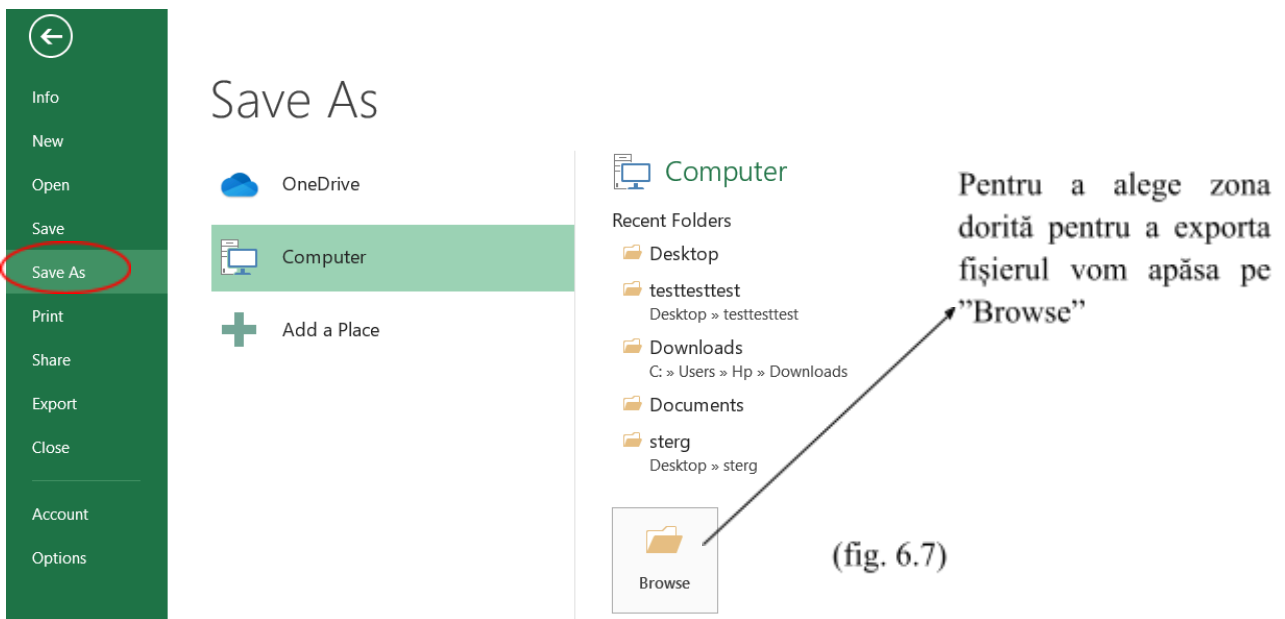 Info
New
Open
Save
Save As
Print
Share
Export
Close
Account
Options
Save As
OneDrive
Computer
Add a Place
Computer
Recent Folders
Desktop
testtesttest
Desktop » testtesttest
Downloads
C: » Users » Hp » Downloads
Documents
sterg
Desktop » sterg
Browse
Pentru a alege zona
dorită pentru a exporta
fișierul vom apăsa pe
”Browse”
(fig. 6.7)